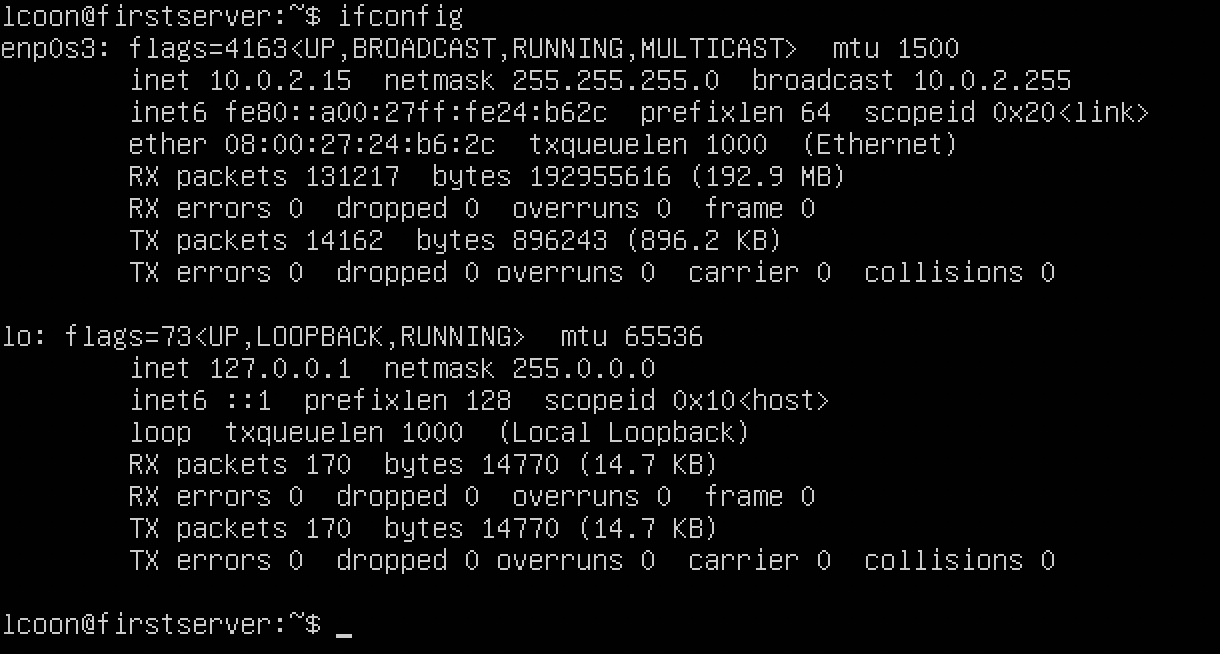 lcoon@firstserver:~$ ifconfig
enp0s3: flags=4163<UP,BROADCAST,RUNNING,MULTICAST>  mtu 1500
        inet 10.0.2.15  netmask 255.255.255.0  broadcast 10.0.2.255
        inet6 fe80::a00:27ff:fe24:b62c  prefixlen 64  scopeid 0x20<link>
        ether 08:00:27:24:b6:2c  txqueuelen 1000  (Ethernet)
        RX packets 131217  bytes 192955616 (192.9 MB)
        RX errors 0  dropped 0  overruns 0  frame 0
        TX packets 14162  bytes 896243 (896.2 KB)
        TX errors 0  dropped 0 overruns 0  carrier 0  collisions 0

lo: flags=73<UP,LOOPBACK,RUNNING>  mtu 65536
        inet 127.0.0.1  netmask 255.0.0.0
        inet6 ::1  prefixlen 128  scopeid 0x10<host>
        loop  txqueuelen 1000  (Local Loopback)
        RX packets 170  bytes 14770 (14.7 KB)
        RX errors 0  dropped 0  overruns 0  frame 0
        TX packets 170  bytes 14770 (14.7 KB)
        TX errors 0  dropped 0 overruns 0  carrier 0  collisions 0

lcoon@firstserver:~$ _